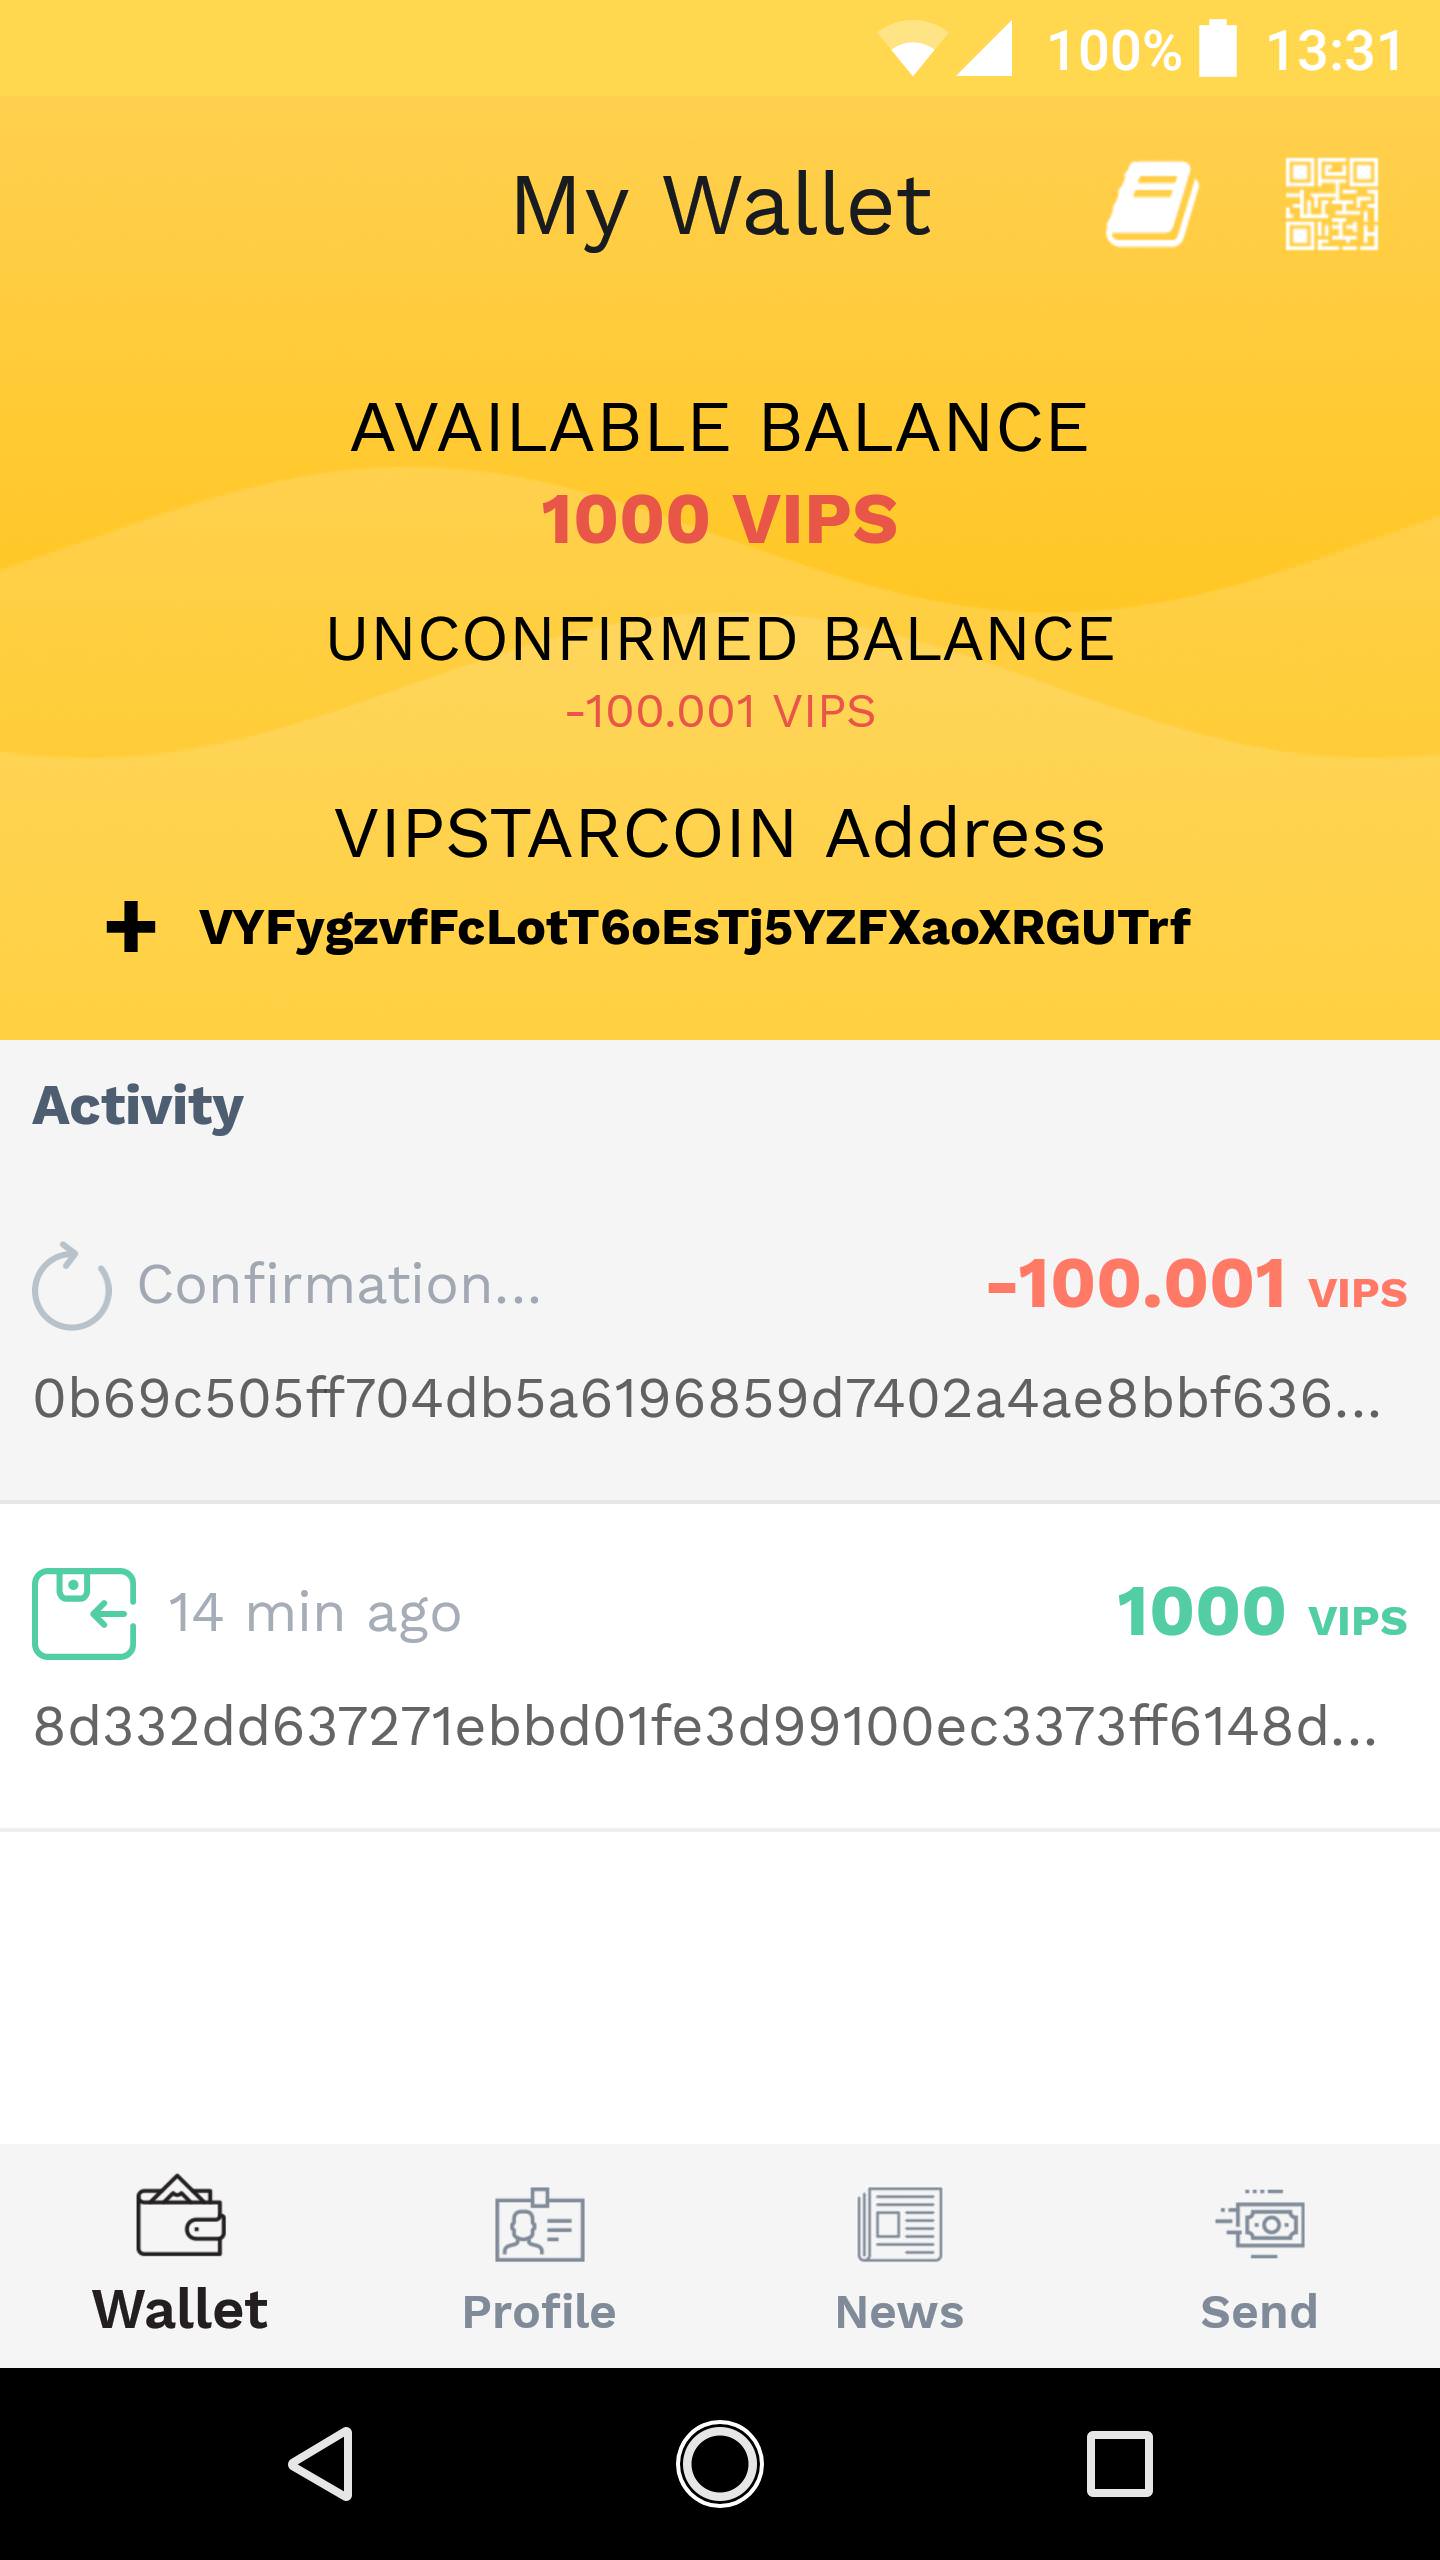 100% 13:31
My Wallet
AVAILABLE BALANCE
1000 VIPS
UNCONFIRMED BALANCE
-100.001 VIPS
VIPSTARCOIN Address
+ VYFygzvfFcLotT6oEsTj5YZFXaoXRGUTrf
Activity
Confirmation... -100.001 VIPS
0b69c505ff704db5a6196859d7402a4ae8bbf636...
14 min ago 1000 VIPS
8d332dd637271ebbd01fe3d99100ec3373ff6148d...
Wallet Profile News Send